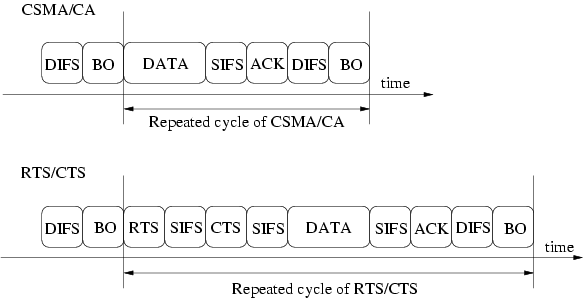 CSMA/CA
DIFS BO DATA SIFS ACK DIFS BO
time
Repeated cycle of CSMA/CA
RTS/CTS
DIFS BO RTS SIFS CTS SIFS DATA SIFS ACK DIFS BO
time
Repeated cycle of RTS/CTS